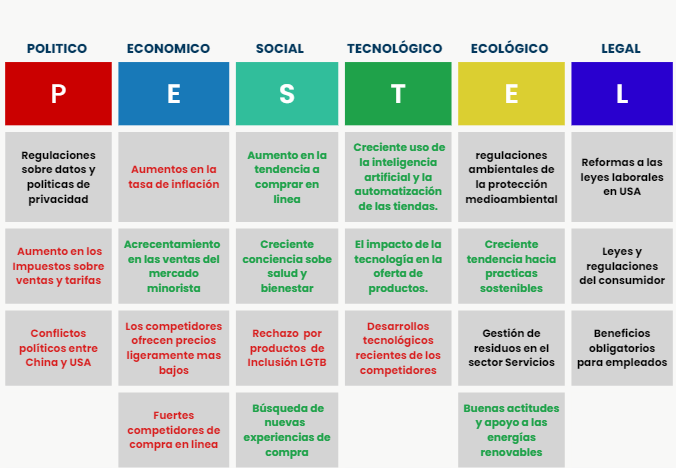 POLITICO
ECONOMICO
SOCIAL
TECNOLÓGICO
ECOLÓGICO
LEGAL
P
E
S
T
E
L
Regulaciones
sobre datos y
politicas de
privacidad
Aumentos en la
tasa de inflación
Aumento en la
tendencia a
comprar en
linea
Creciente uso de
la inteligencia
artificial y la
automatización
de las tiendas.
regulaciones
ambientales de
la protección
medioambiental
Reformas a las
leyes laborales
en USA
Aumento en los
Impuestos sobre
ventas y tarifas
Acrecentamiento
en las ventas del
mercado
minorista
Creciente
conciencia sobe
salud y
bienestar
El impacto de la
tecnología en la
oferta de
productos.
Creciente
tendencia hacia
practicas
sostenibles
Leyes y
regulaciones
del consumidor
Conflictos
políticos entre
China y USA
Los competidores
ofrecen precios
ligeramente mas
bajos
Rechazo por
productos de
Inclusión LGTB
Desarrollos
tecnológicos
recientes de los
competidores
Gestión de
residuos en el
sector Servicios
Beneficios
obligatorios
para empleados
Fuertes
competidores de
compra en linea
Búsqueda de
nuevas
experiencias de
compra
Buenas actitudes
y apoyo a las
energías
renovables